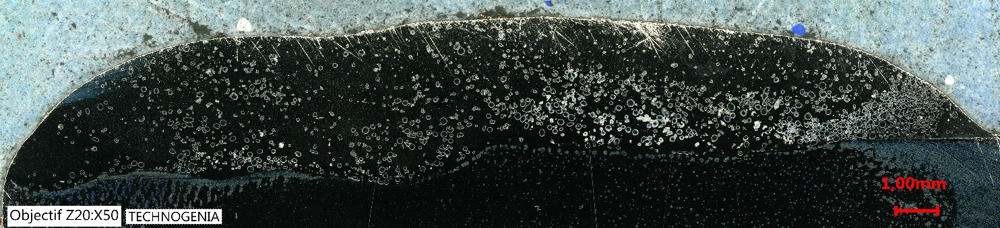 1,00mm
Objectif Z20:X50
TECHNOGENIA